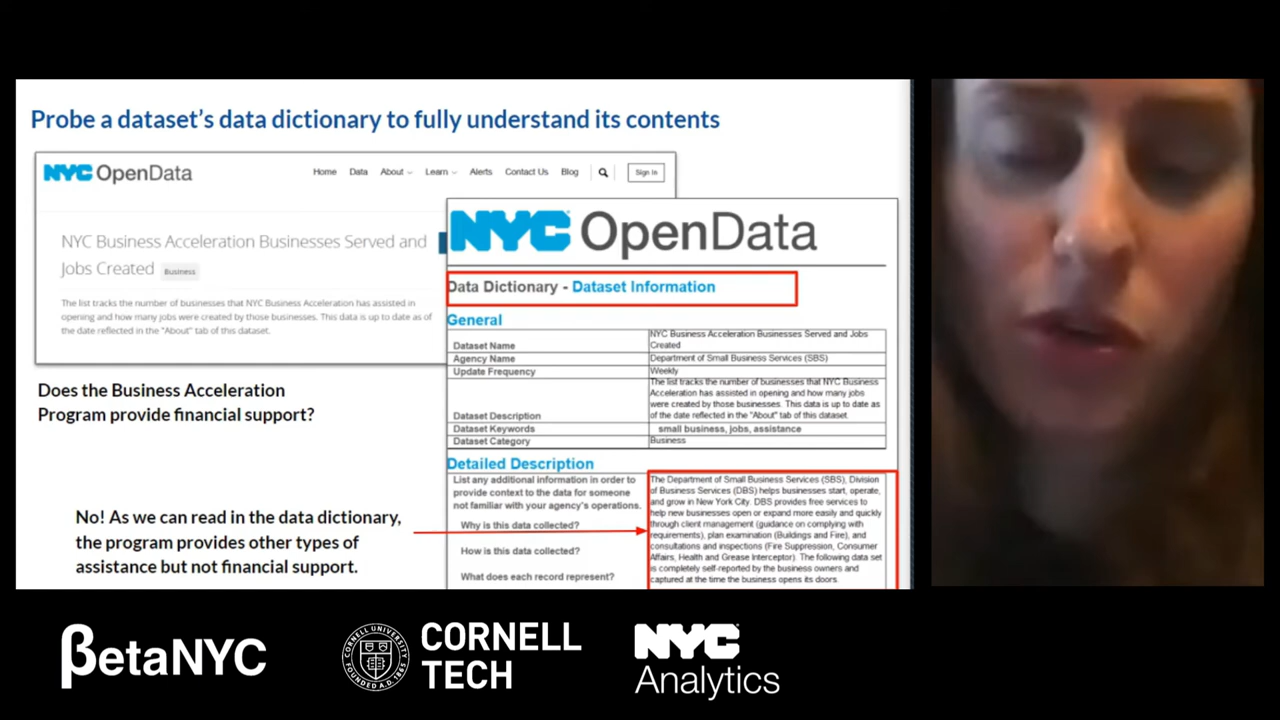 Probe a dataset's data dictionary to fully understand its contents
NYC OpenData
Home Data About Learn Alerts Contact Us Blog Sign In
NYC Business Acceleration Businesses Served and
Jobs Created Business
The list tracks the number of businesses that NYC Business Acceleration has assisted in
opening and how many jobs were created by those businesses. This data is up to date as of
the date reflected in the "About" tab of this dataset.
Does the Business Acceleration
Program provide financial support?
No! As we can read in the data dictionary,
the program provides other types of
assistance but not financial support.
NYC OpenData
Data Dictionary - Dataset Information
General
Dataset Name NYC Business Acceleration Businesses Served and Jobs
Created
Agency Name Department of Small Business Services (SBS)
Update Frequency Weekly
Dataset Description The list tracks the number of businesses that NYC Business
Acceleration has assisted in opening and how many jobs
were created by those businesses. This data is up to date as
of the date reflected in the "About" tab of this dataset.
Dataset Keywords small business, jobs, assistance
Dataset Category Business
Detailed Description
List any additional information in order to
provide context to the data for someone
not familiar with your agency's operations.
Why is this data collected?
How is this data collected?
What does each record represent?
The Department of Small Business Services (SBS), Division
of Business Services (DBS) helps businesses start, operate,
and grow in New York City. DBS provides free services to
help new businesses open or expand more easily and quickly
through client management (guidance on complying with
requirements), plan examination (Buildings and Fire), and
consultations and inspections (Fire Suppression, Consumer
Affairs, Health and Grease Interceptor). The following data set
is completely self-reported by the business owners and
captured at the time the business opens its doors.
βetaNYC
CORNELL UNIVERSITY
FOUNDED A.D. 1865
CORNELL
TECH
NYC
Analytics